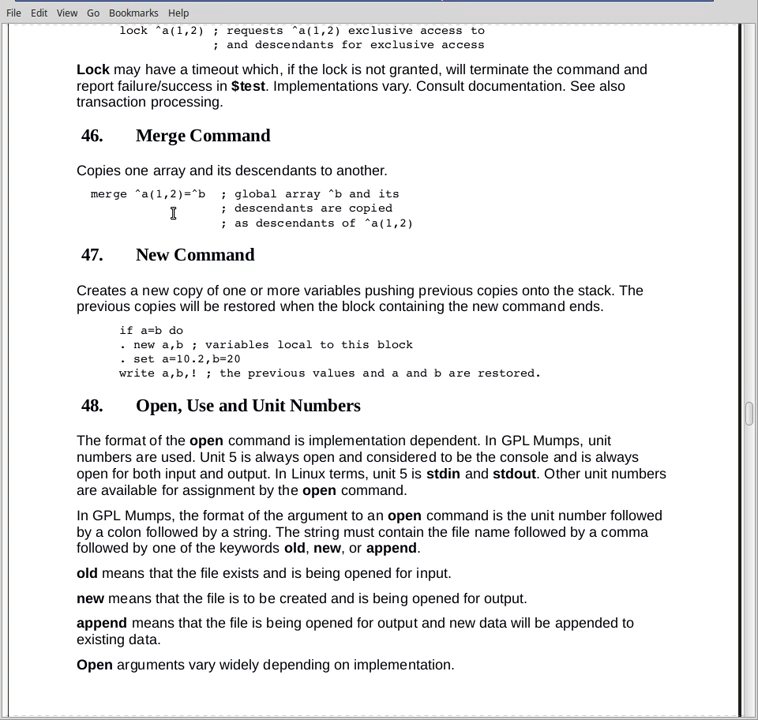 File Edit View Go Bookmarks Help
lock ^a(1,2) ; requests ^a(1,2) exclusive access to
; and descendants for exclusive access
Lock may have a timeout which, if the lock is not granted, will terminate the command and
report failure/success in $test. Implementations vary. Consult documentation. See also
transaction processing.
46. Merge Command
Copies one array and its descendants to another.
merge ^a(1,2)=^b ; global array ^b and its
; descendants are copied
; as descendants of ^a(1,2)
47. New Command
Creates a new copy of one or more variables pushing previous copies onto the stack. The
previous copies will be restored when the block containing the new command ends.
if a=b do
. new a,b ; variables local to this block
. set a=10.2,b=20
write a,b,! ; the previous values and a and b are restored.
48. Open, Use and Unit Numbers
The format of the open command is implementation dependent. In GPL Mumps, unit
numbers are used. Unit 5 is always open and considered to be the console and is always
open for both input and output. In Linux terms, unit 5 is stdin and stdout. Other unit numbers
are available for assignment by the open command.
In GPL Mumps, the format of the argument to an open command is the unit number followed
by a colon followed by a string. The string must contain the file name followed by a comma
followed by one of the keywords old, new, or append.
old means that the file exists and is being opened for input.
new means that the file is to be created and is being opened for output.
append means that the file is being opened for output and new data will be appended to
existing data.
Open arguments vary widely depending on implementation.